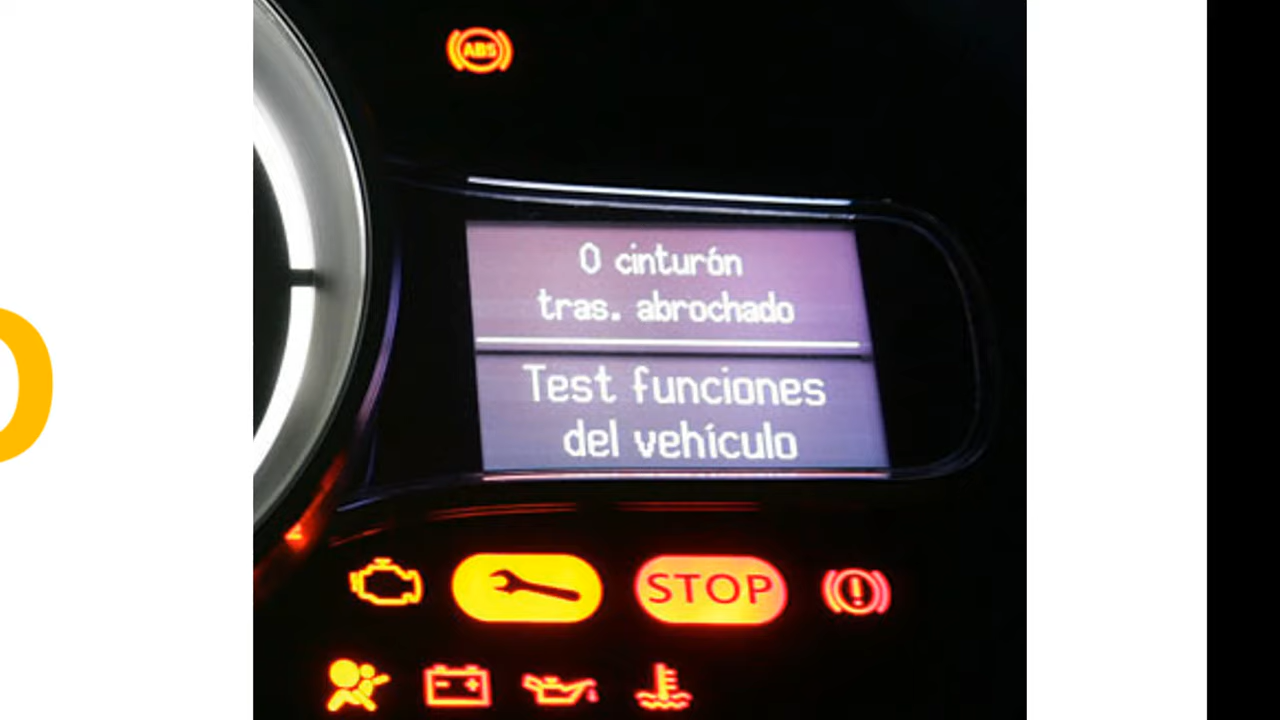 ABS
0 cinturón
tras. abrochado
Test funciones
del vehículo
STOP